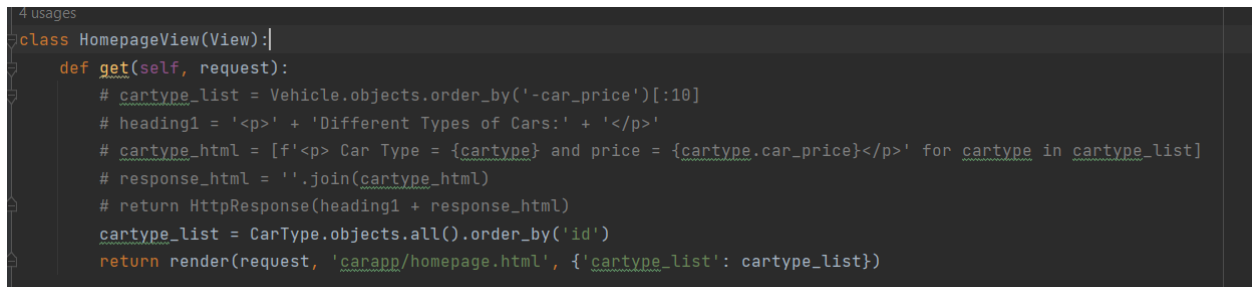 4 usages
class HomepageView(View):
    def get(self, request):
        # cartype_list = Vehicle.objects.order_by('-car_price')[:10]
        # heading1 = '<p>' + 'Different Types of Cars:' + '</p>'
        # cartype_html = [f'<p> Car Type = {cartype} and price = {cartype.car_price}</p>' for cartype in cartype_list]
        # response_html = ''.join(cartype_html)
        # return HttpResponse(heading1 + response_html)
        cartype_list = CarType.objects.all().order_by('id')
        return render(request, 'carapp/homepage.html', {'cartype_list': cartype_list})